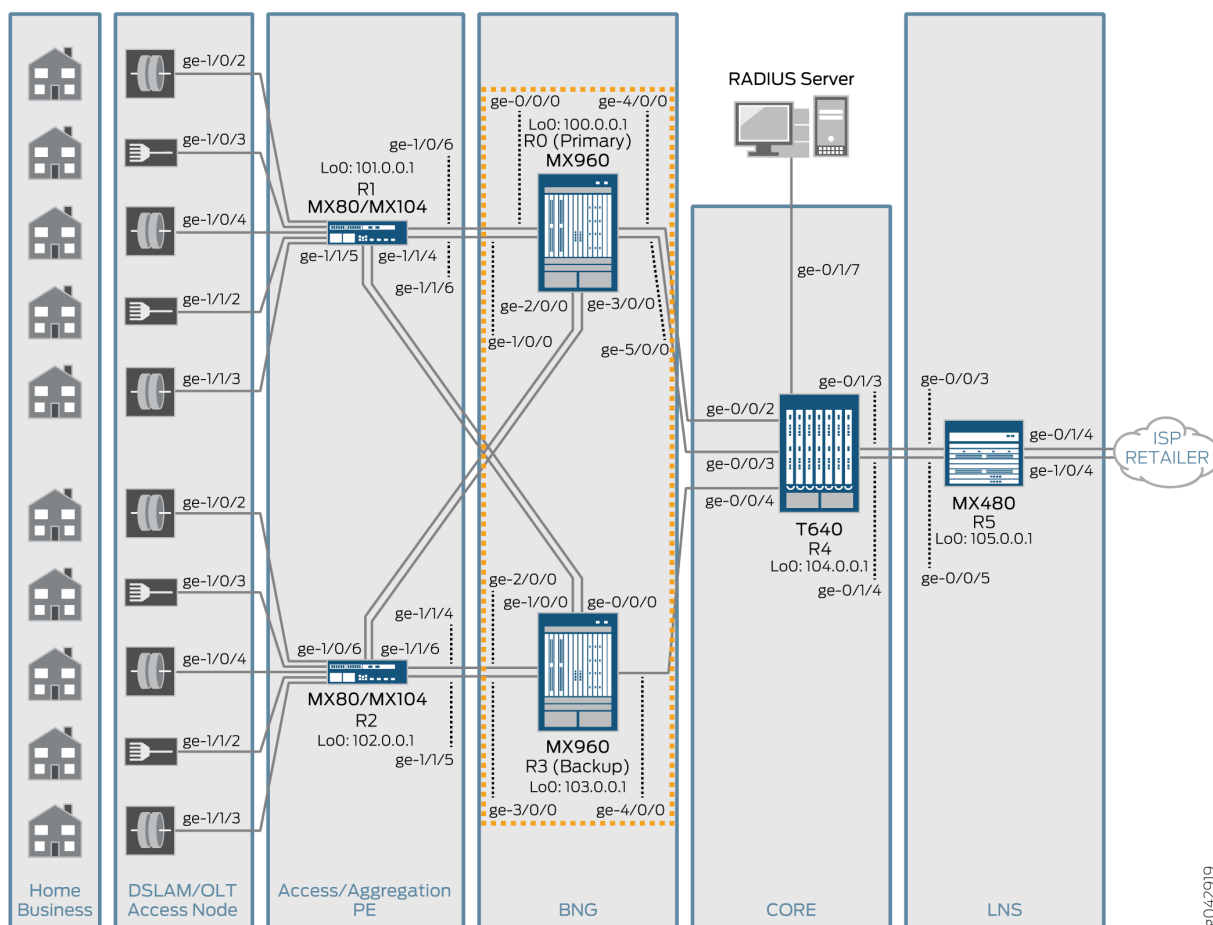 RADIUS Server
ge-1/0/2
ge-1/0/3
ge-1/0/4
ge-1/1/2
ge-1/1/3
ge-1/0/6
Lo0: 101.0.0.1
R1
MX80/MX104
ge-1/1/5
ge-1/1/4
ge-1/1/6
ge-0/0/0
ge-4/0/0
Lo0: 100.0.0.1
R0 (Primary)
MX960
ge-2/0/0
ge-3/0/0
ge-1/0/0
ge-5/0/0
ge-0/1/7
ge-0/1/3
ge-0/0/2
ge-0/0/3
ge-0/0/4
T640
R4
Lo0: 104.0.0.1
ge-0/1/4
ge-0/0/3
ge-0/1/4
ge-1/0/4
MX480
R5
Lo0: 105.0.0.1
ge-0/0/5
ISP
RETAILER
ge-1/0/2
ge-1/0/3
ge-1/0/4
ge-1/1/2
ge-1/1/3
ge-1/1/4
ge-1/0/6
ge-1/1/6
MX80/MX104
R2
Lo0: 102.0.0.1
ge-1/1/5
ge-2/0/0
ge-1/0/0
ge-0/0/0
MX960
R3 (Backup)
Lo0: 103.0.0.1
ge-3/0/0
ge-4/0/0
Home
Business
DSLAM/OLT
Access Node
Access/Aggregation
PE
BNG
CORE
LNS
g042919